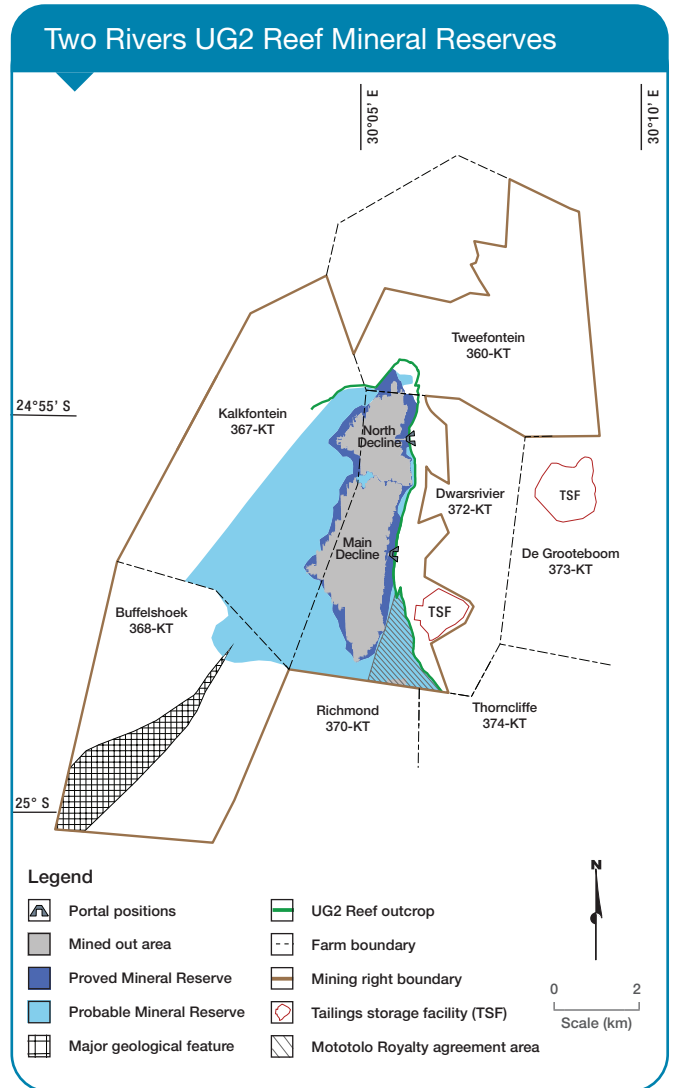 Two Rivers UG2 Reef Mineral Reserves
30°05' E
30°10' E
Tweefontein
360-KT
24°55' S
Kalkfontein
367-KT
North
Decline
Dwarsrivier
372-KT
TSF
De Grooteboom
373-KT
Main
Decline
Buffelshoek
368-KT
TSF
Richmond
370-KT
Thorncliffe
374-KT
25° S
Legend
Portal positions
Mined out area
Proved Mineral Reserve
Probable Mineral Reserve
Major geological feature
UG2 Reef outcrop
Farm boundary
Mining right boundary
Tailings storage facility (TSF)
Mototolo Royalty agreement area
N
0 2
Scale (km)